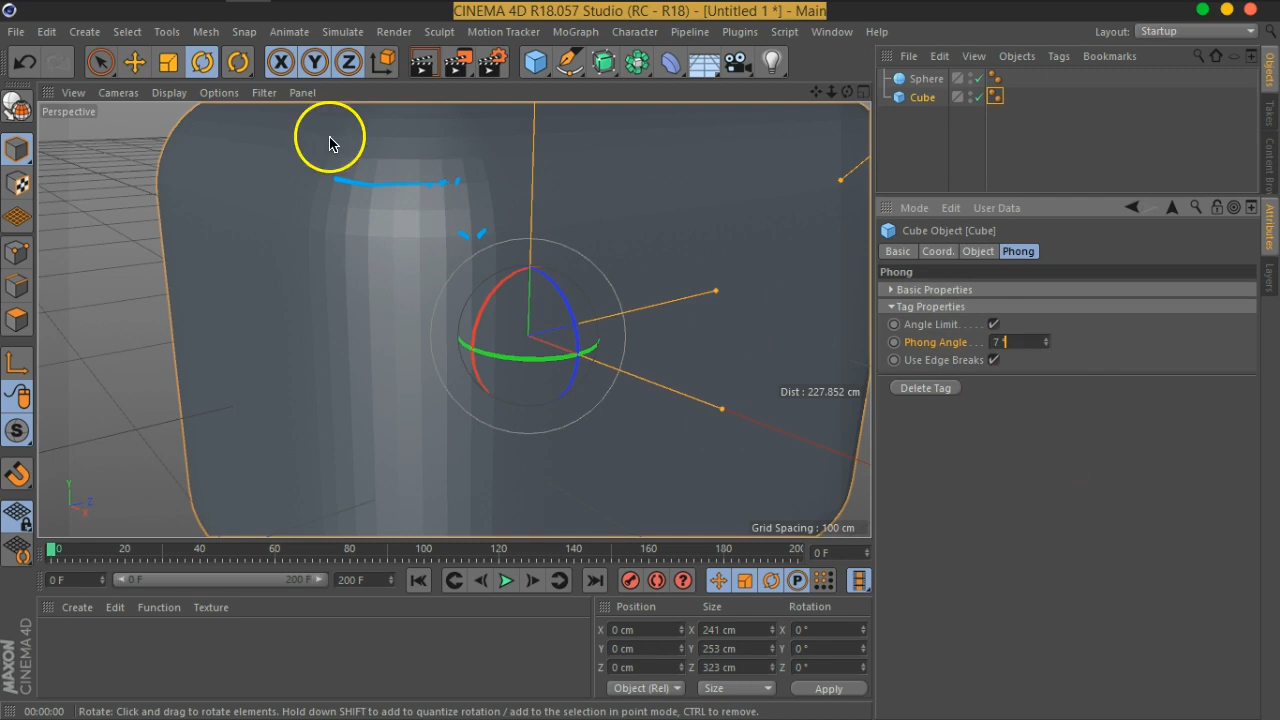 CINEMA 4D R18.057 Studio (RC - R18) - [Untitled 1 *] - Main
File Edit Create Select Tools Mesh Snap Animate Simulate Render Sculpt Motion Tracker MoGraph Character Pipeline Plugins Script Window Help
Layout: Startup
X Y Z
File Edit View Objects Tags Bookmarks
View Cameras Display Options Filter Panel
Perspective
Sphere
Cube
Objects
Takes
Content Bro
Attributes
Layers
Mode Edit User Data
Cube Object [Cube]
Basic Coord. Object Phong
Phong
Basic Properties
Tag Properties
Angle Limit. . . . .
Phong Angle . . . 7 °
Use Edge Breaks
Delete Tag
Dist : 227.852 cm
Grid Spacing : 100 cm
Y
Z
X
S
0 20 40 60 80 100 120 140 160 180 200
0 F
0 F 0 F 200 F 200 F
P
Create Edit Function Texture
Position Size Rotation
X 0 cm X 241 cm X 0 °
Y 0 cm Y 253 cm Y 0 °
Z 0 cm Z 323 cm Z 0 °
Object (Rel) Size Apply
MAXON
CINEMA 4D
00:00:00 Rotate: Click and drag to rotate elements. Hold down SHIFT to add to quantize rotation / add to the selection in point mode, CTRL to remove.